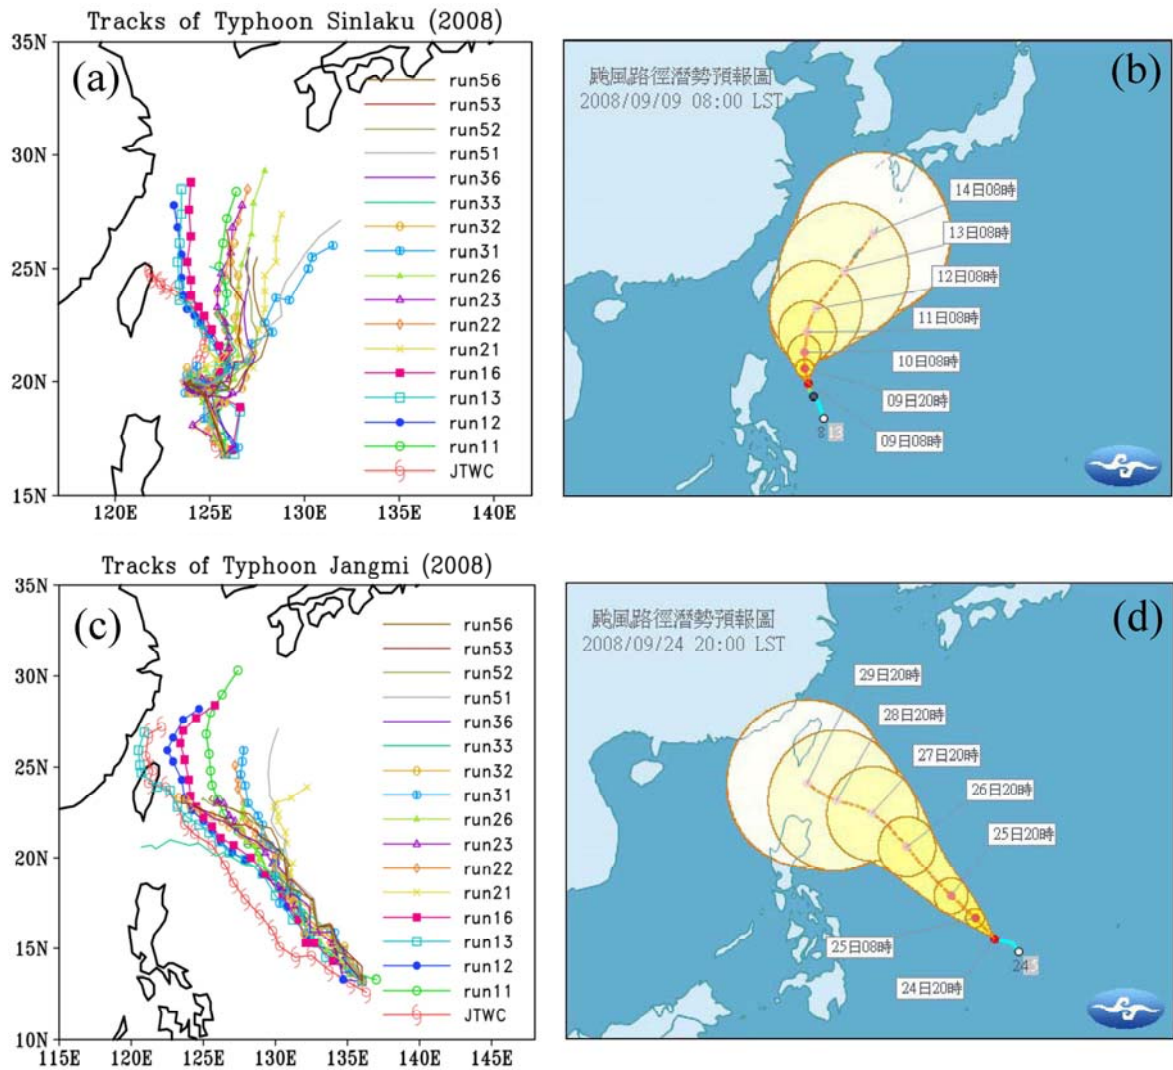 Tracks of Typhoon Sinlaku (2008)
(a)
35N
30N
25N
20N
15N
120E
125E
130E
135E
140E
run56
run53
run52
run51
run36
run33
run32
run31
run26
run23
run22
run21
run16
run13
run12
run11
JTWC
(b)
颱風路徑潛勢預報圖
2008/09/09 08:00 LST
14日08時
13日08時
12日08時
11日08時
10日08時
09日20時
09日08時
8
Tracks of Typhoon Jangmi (2008)
(c)
35N
30N
25N
20N
15N
10N
115E
120E
125E
130E
135E
140E
145E
run56
run53
run52
run51
run36
run33
run32
run31
run26
run23
run22
run21
run16
run13
run12
run11
JTWC
(d)
颱風路徑潛勢預報圖
2008/09/24 20:00 LST
29日20時
28日20時
27日20時
26日20時
25日20時
25日08時
24日20時
24